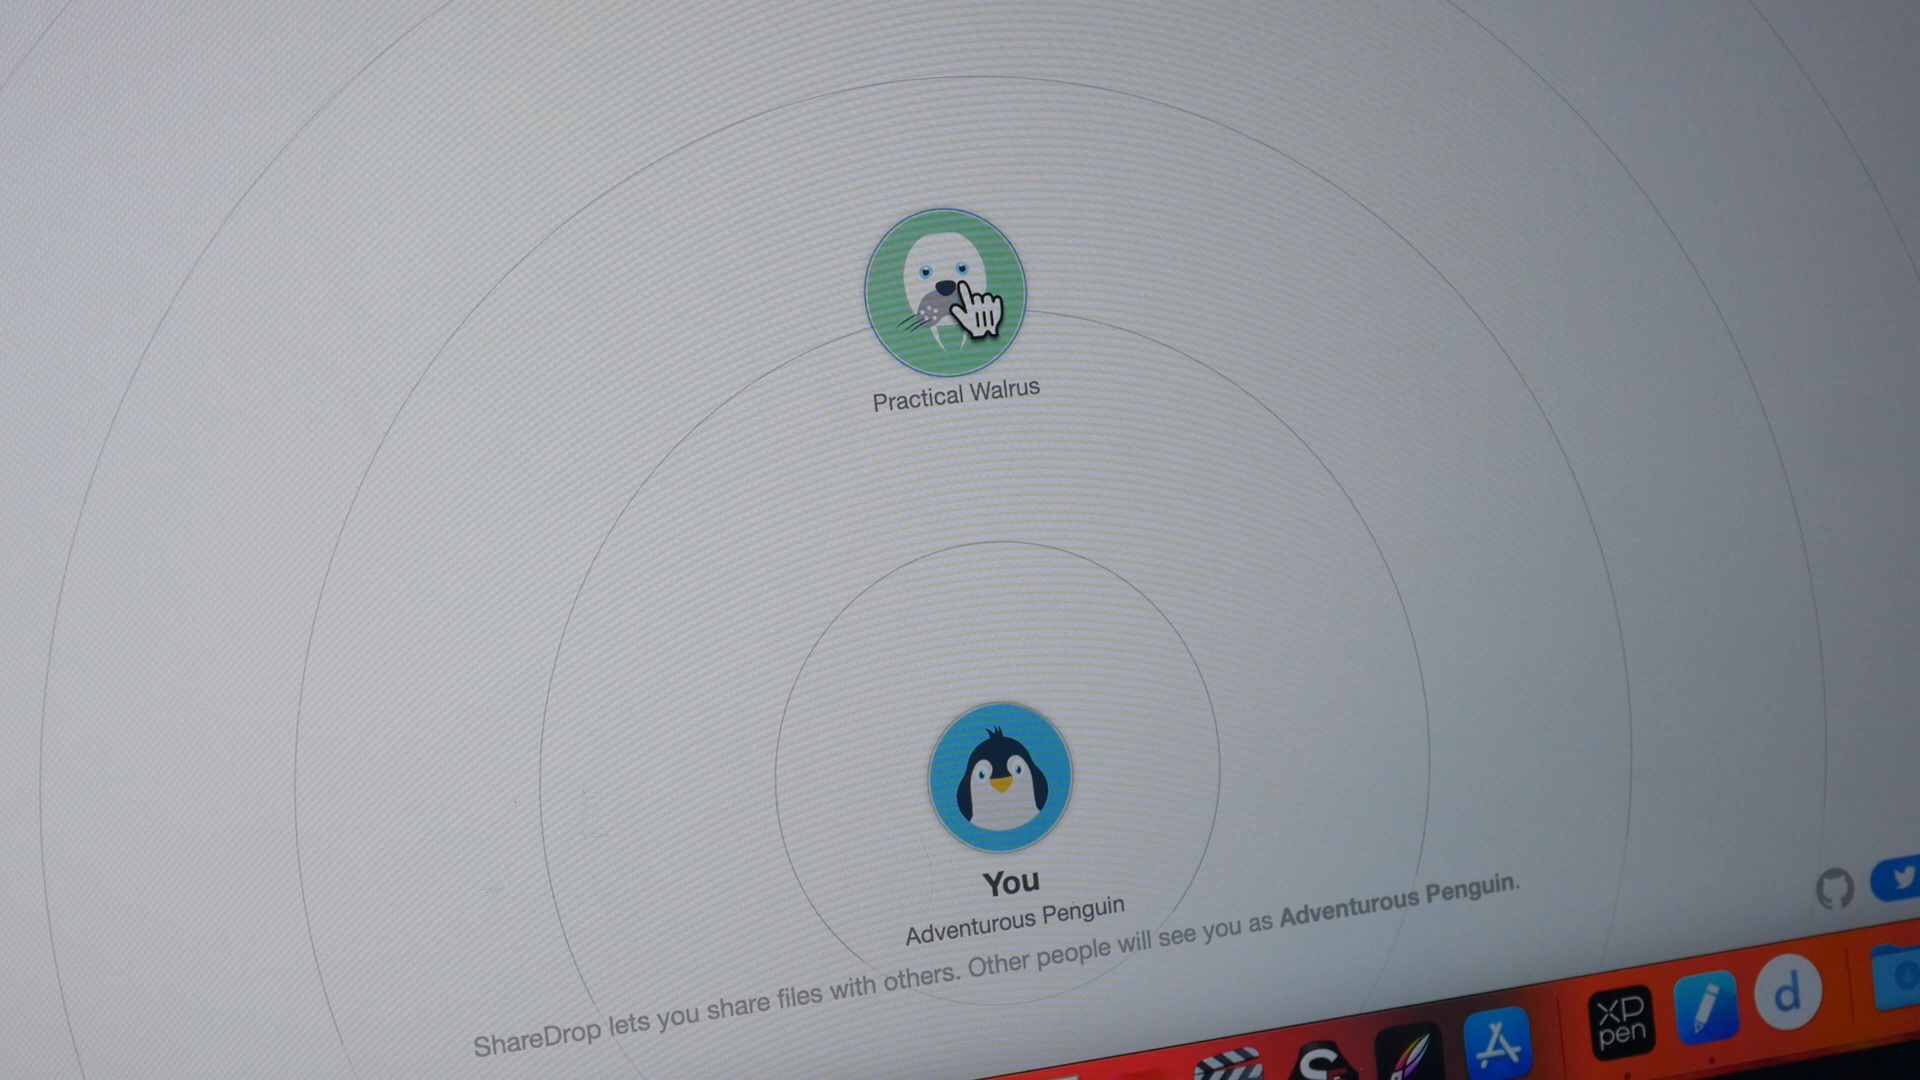 Practical Walrus
You
Adventurous Penguin
ShareDrop lets you share files with others. Other people will see you as Adventurous Penguin.
XP
pen
d